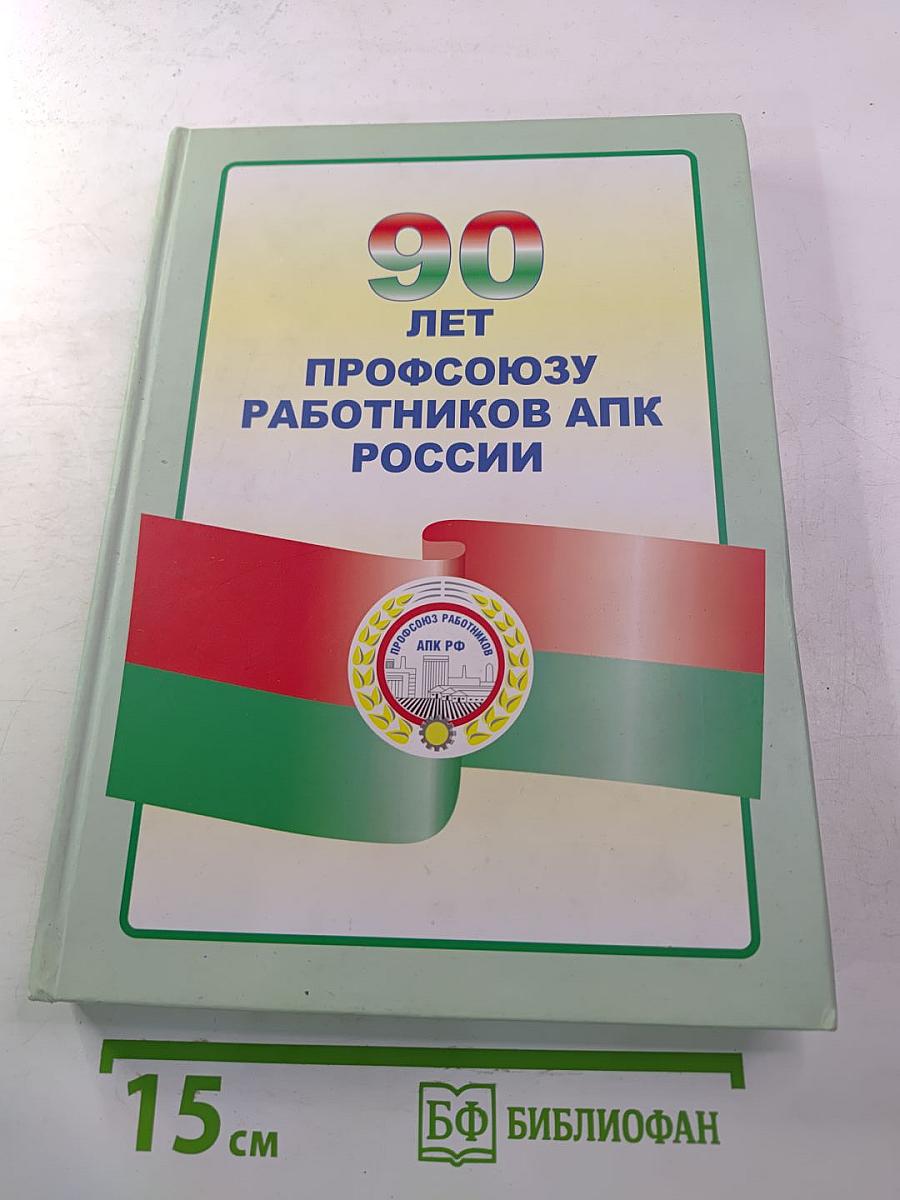 90
ЛЕТ
ПРОФСОЮЗУ
РАБОТНИКОВ АПК
РОССИИ
ПРОФСОЮЗ РАБОТНИКОВ
АПК РФ
15 см
БФ БИБЛИОФАН